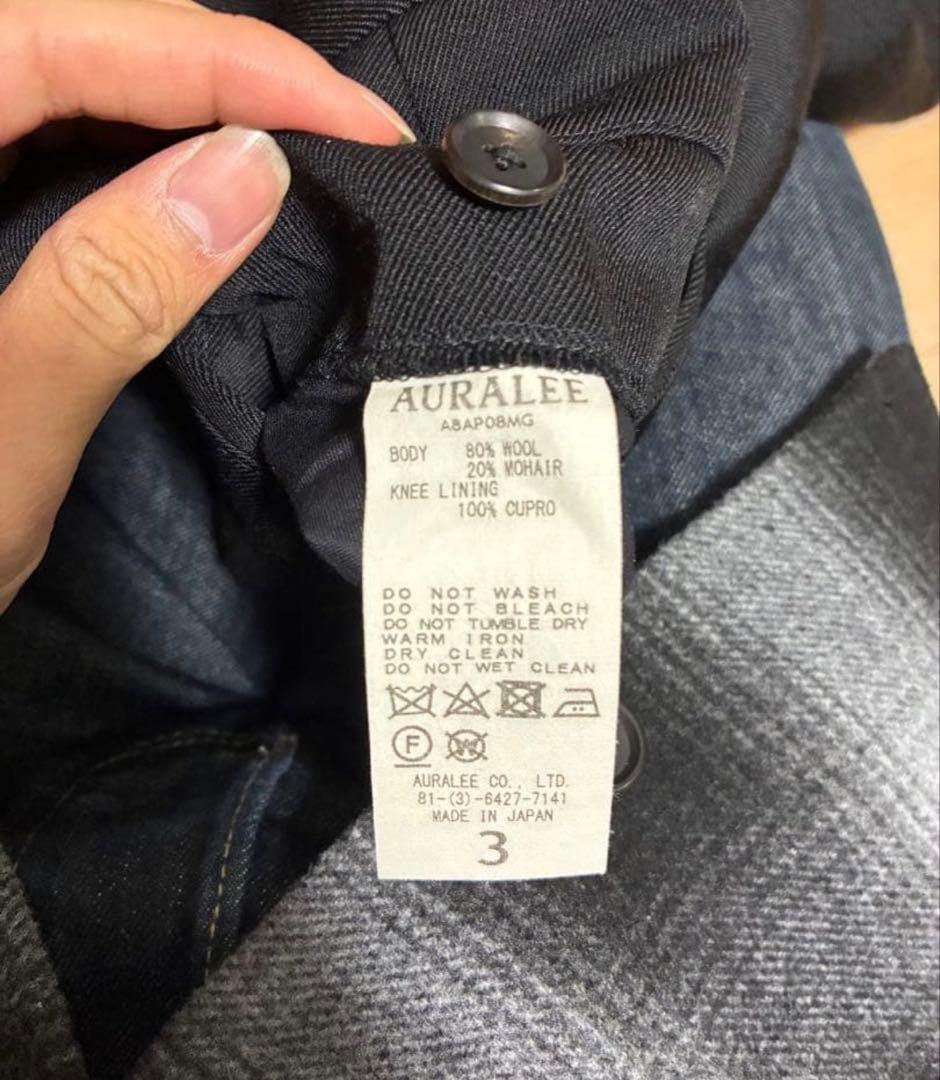 AURALEE
A8AP08MG
BODY 80% WOOL
20% MOHAIR
KNEE LINING
100% CUPRO
DO NOT WASH
DO NOT BLEACH
DO NOT TUMBLE DRY
WARM IRON
DRY CLEAN
DO NOT WET CLEAN
F W
AURALEE CO., LTD.
81-(3)-6427-7141
MADE IN JAPAN
3